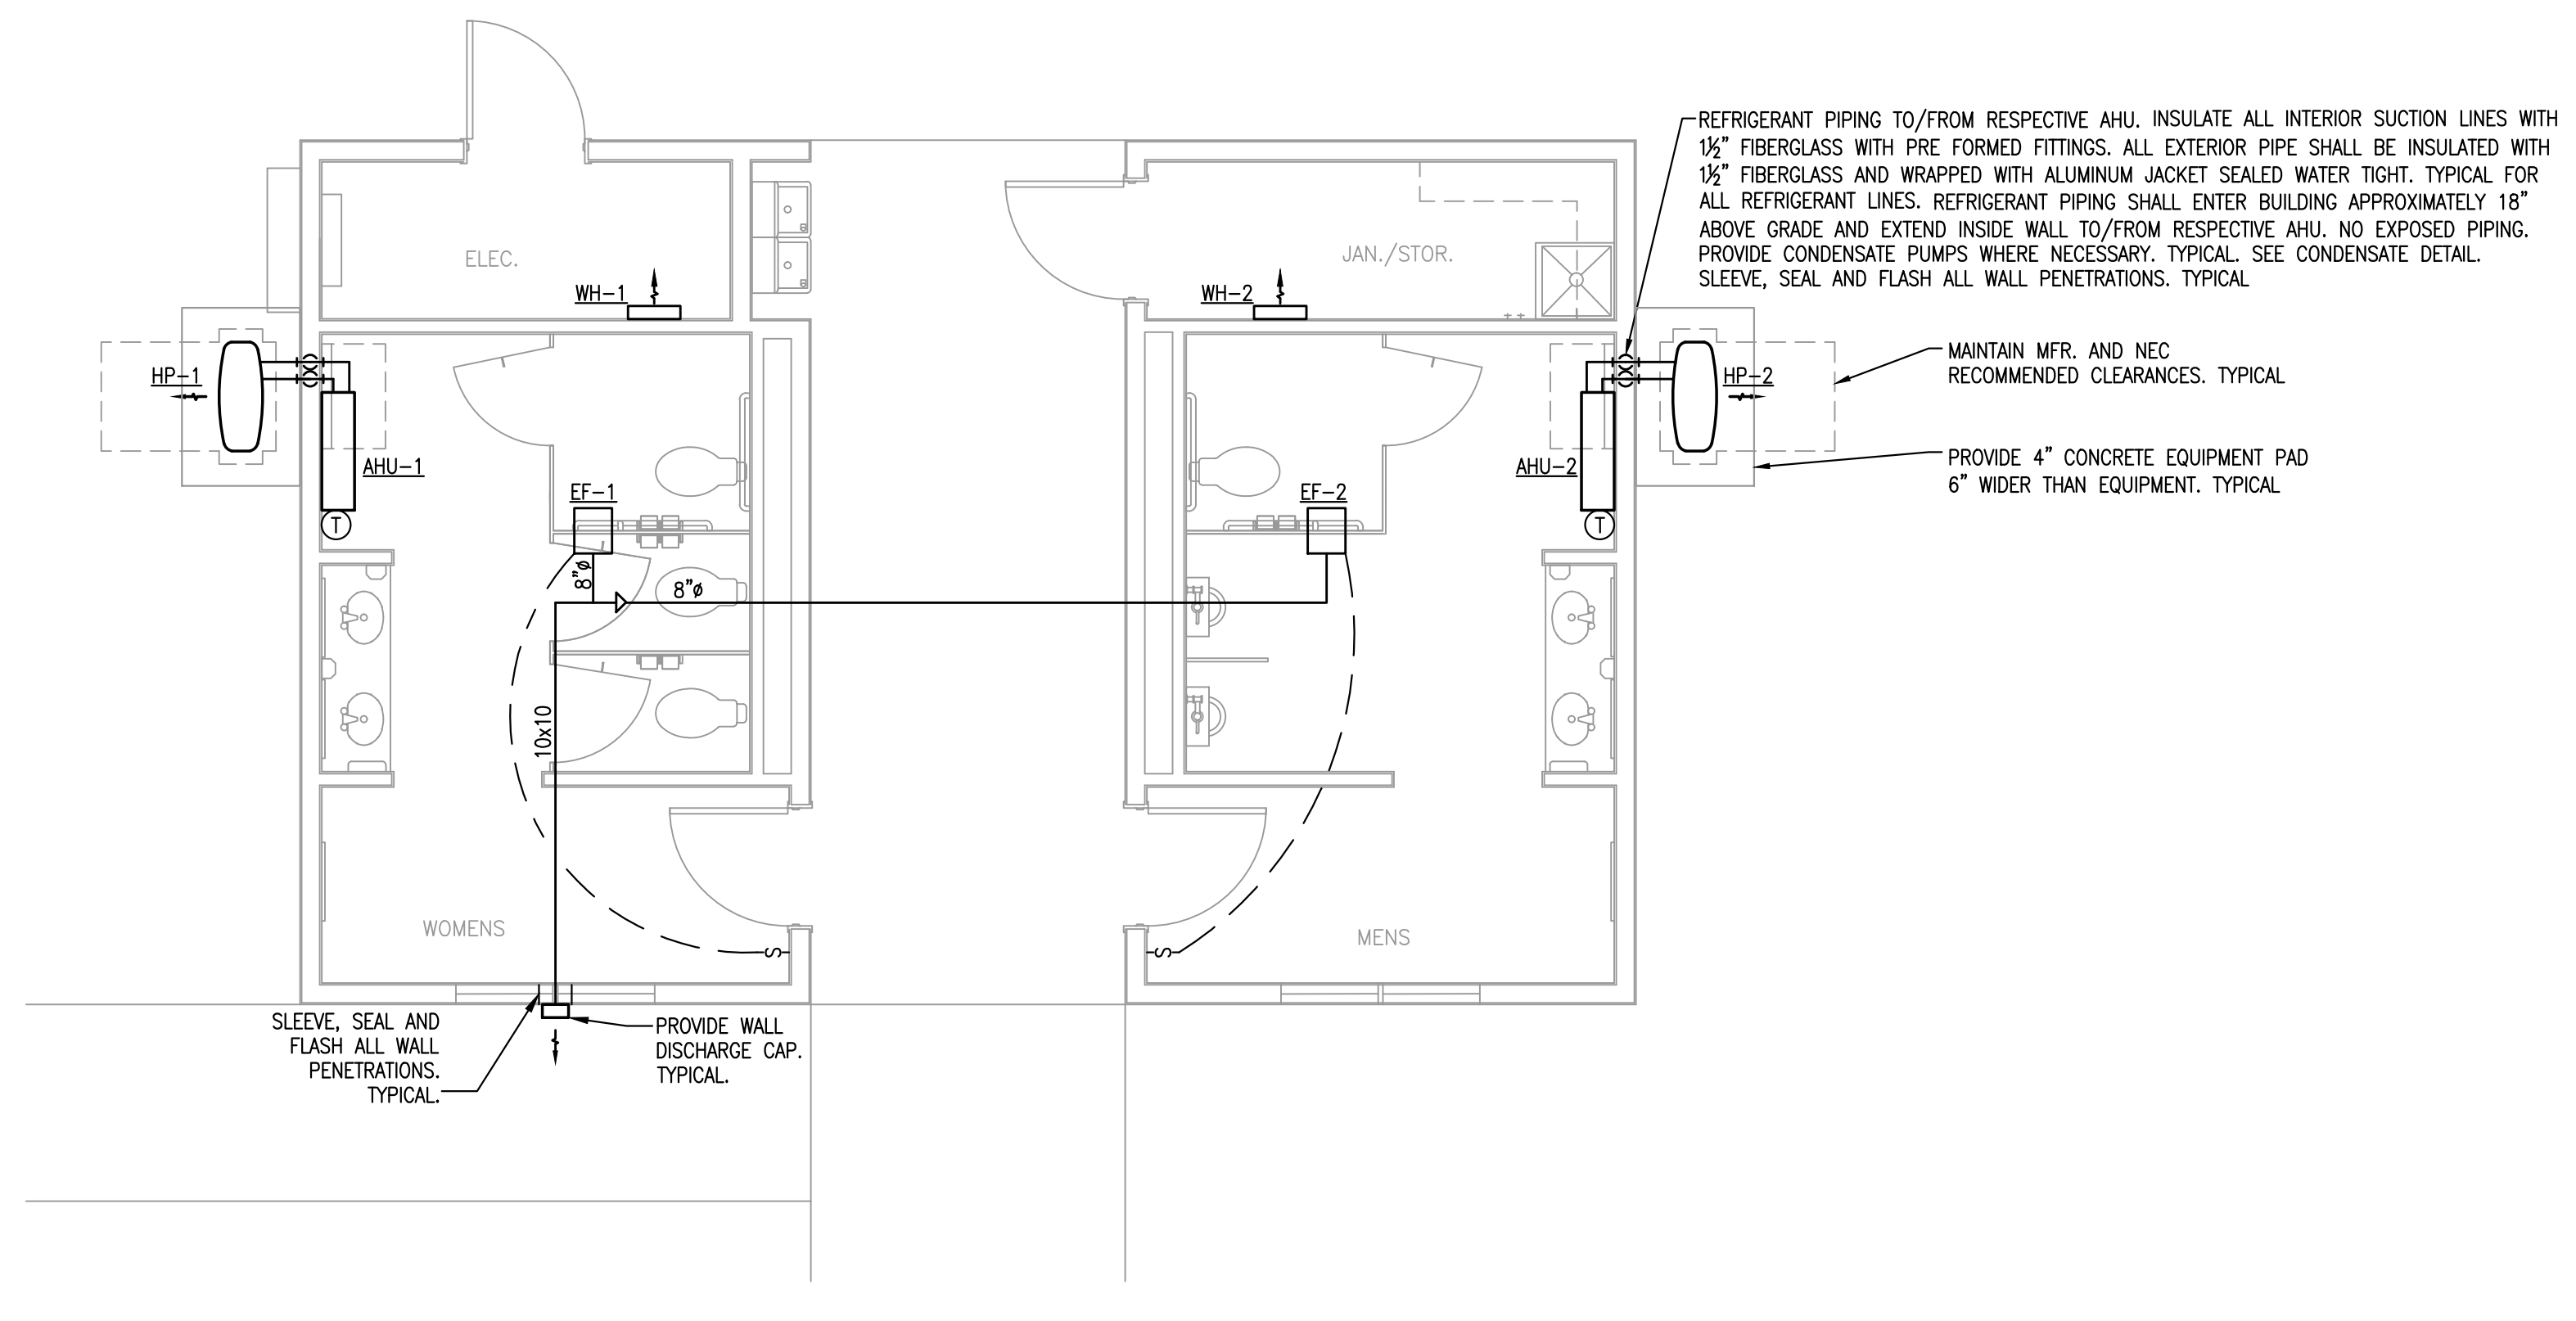 REFRIGERANT PIPING TO/FROM RESPECTIVE AHU. INSULATE ALL INTERIOR SUCTION LINES WITH
1½" FIBERGLASS WITH PRE FORMED FITTINGS. ALL EXTERIOR PIPE SHALL BE INSULATED WITH
1½" FIBERGLASS AND WRAPPED WITH ALUMINUM JACKET SEALED WATER TIGHT. TYPICAL FOR
ALL REFRIGERANT LINES. REFRIGERANT PIPING SHALL ENTER BUILDING APPROXIMATELY 18"
ABOVE GRADE AND EXTEND INSIDE WALL TO/FROM RESPECTIVE AHU. NO EXPOSED PIPING.
PROVIDE CONDENSATE PUMPS WHERE NECESSARY. TYPICAL. SEE CONDENSATE DETAIL.
SLEEVE, SEAL AND FLASH ALL WALL PENETRATIONS. TYPICAL
ELEC.
JAN./STOR.
WH-1
WH-2
MAINTAIN MFR. AND NEC
RECOMMENDED CLEARANCES. TYPICAL
HP-1
HP-2
AHU-1
AHU-2
PROVIDE 4" CONCRETE EQUIPMENT PAD
6" WIDER THAN EQUIPMENT. TYPICAL
EF-1
EF-2
T
T
8"ø
8"ø
10x10
WOMENS
MENS
S
S
SLEEVE, SEAL AND
FLASH ALL WALL
PENETRATIONS.
TYPICAL.
PROVIDE WALL
DISCHARGE CAP.
TYPICAL.